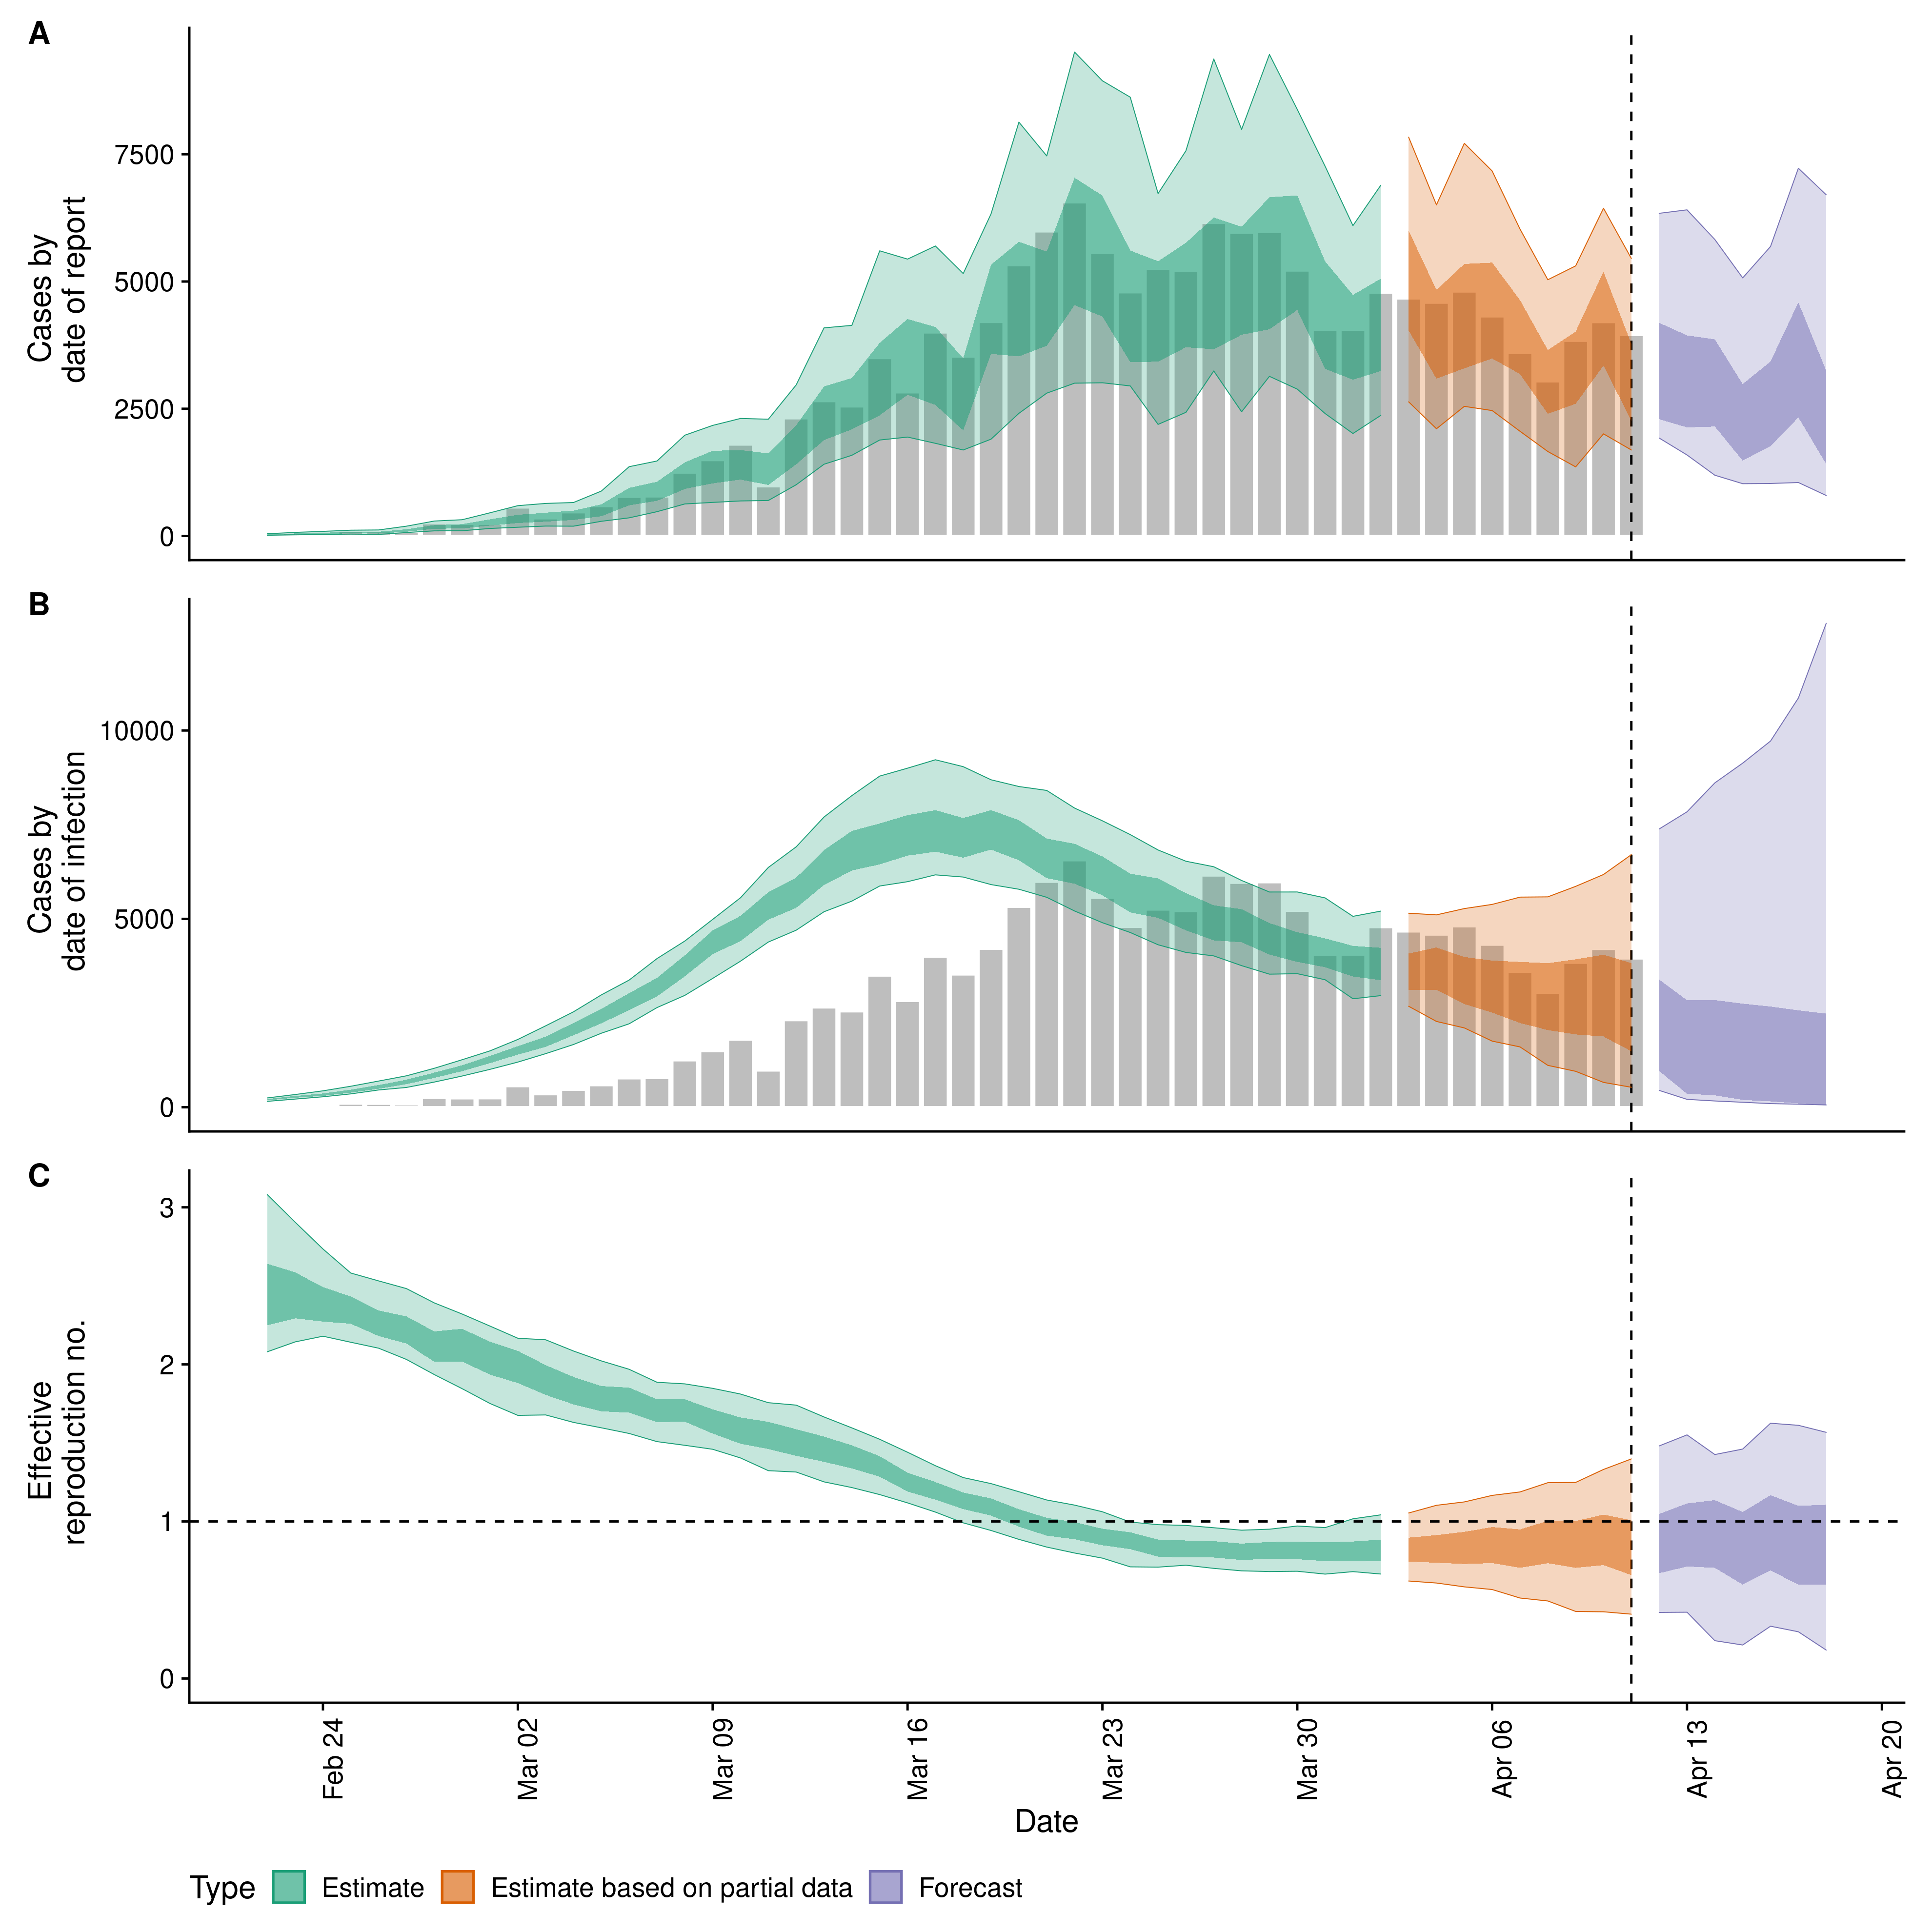 A
Cases by
date of report
7500
5000
2500
0
B
Cases by
date of infection
10000
5000
0
C
Effective
reproduction no.
3
2
1
0
Feb 24
Mar 02
Mar 09
Mar 16
Mar 23
Mar 30
Apr 06
Apr 13
Apr 20
Date
Type Estimate Estimate based on partial data Forecast